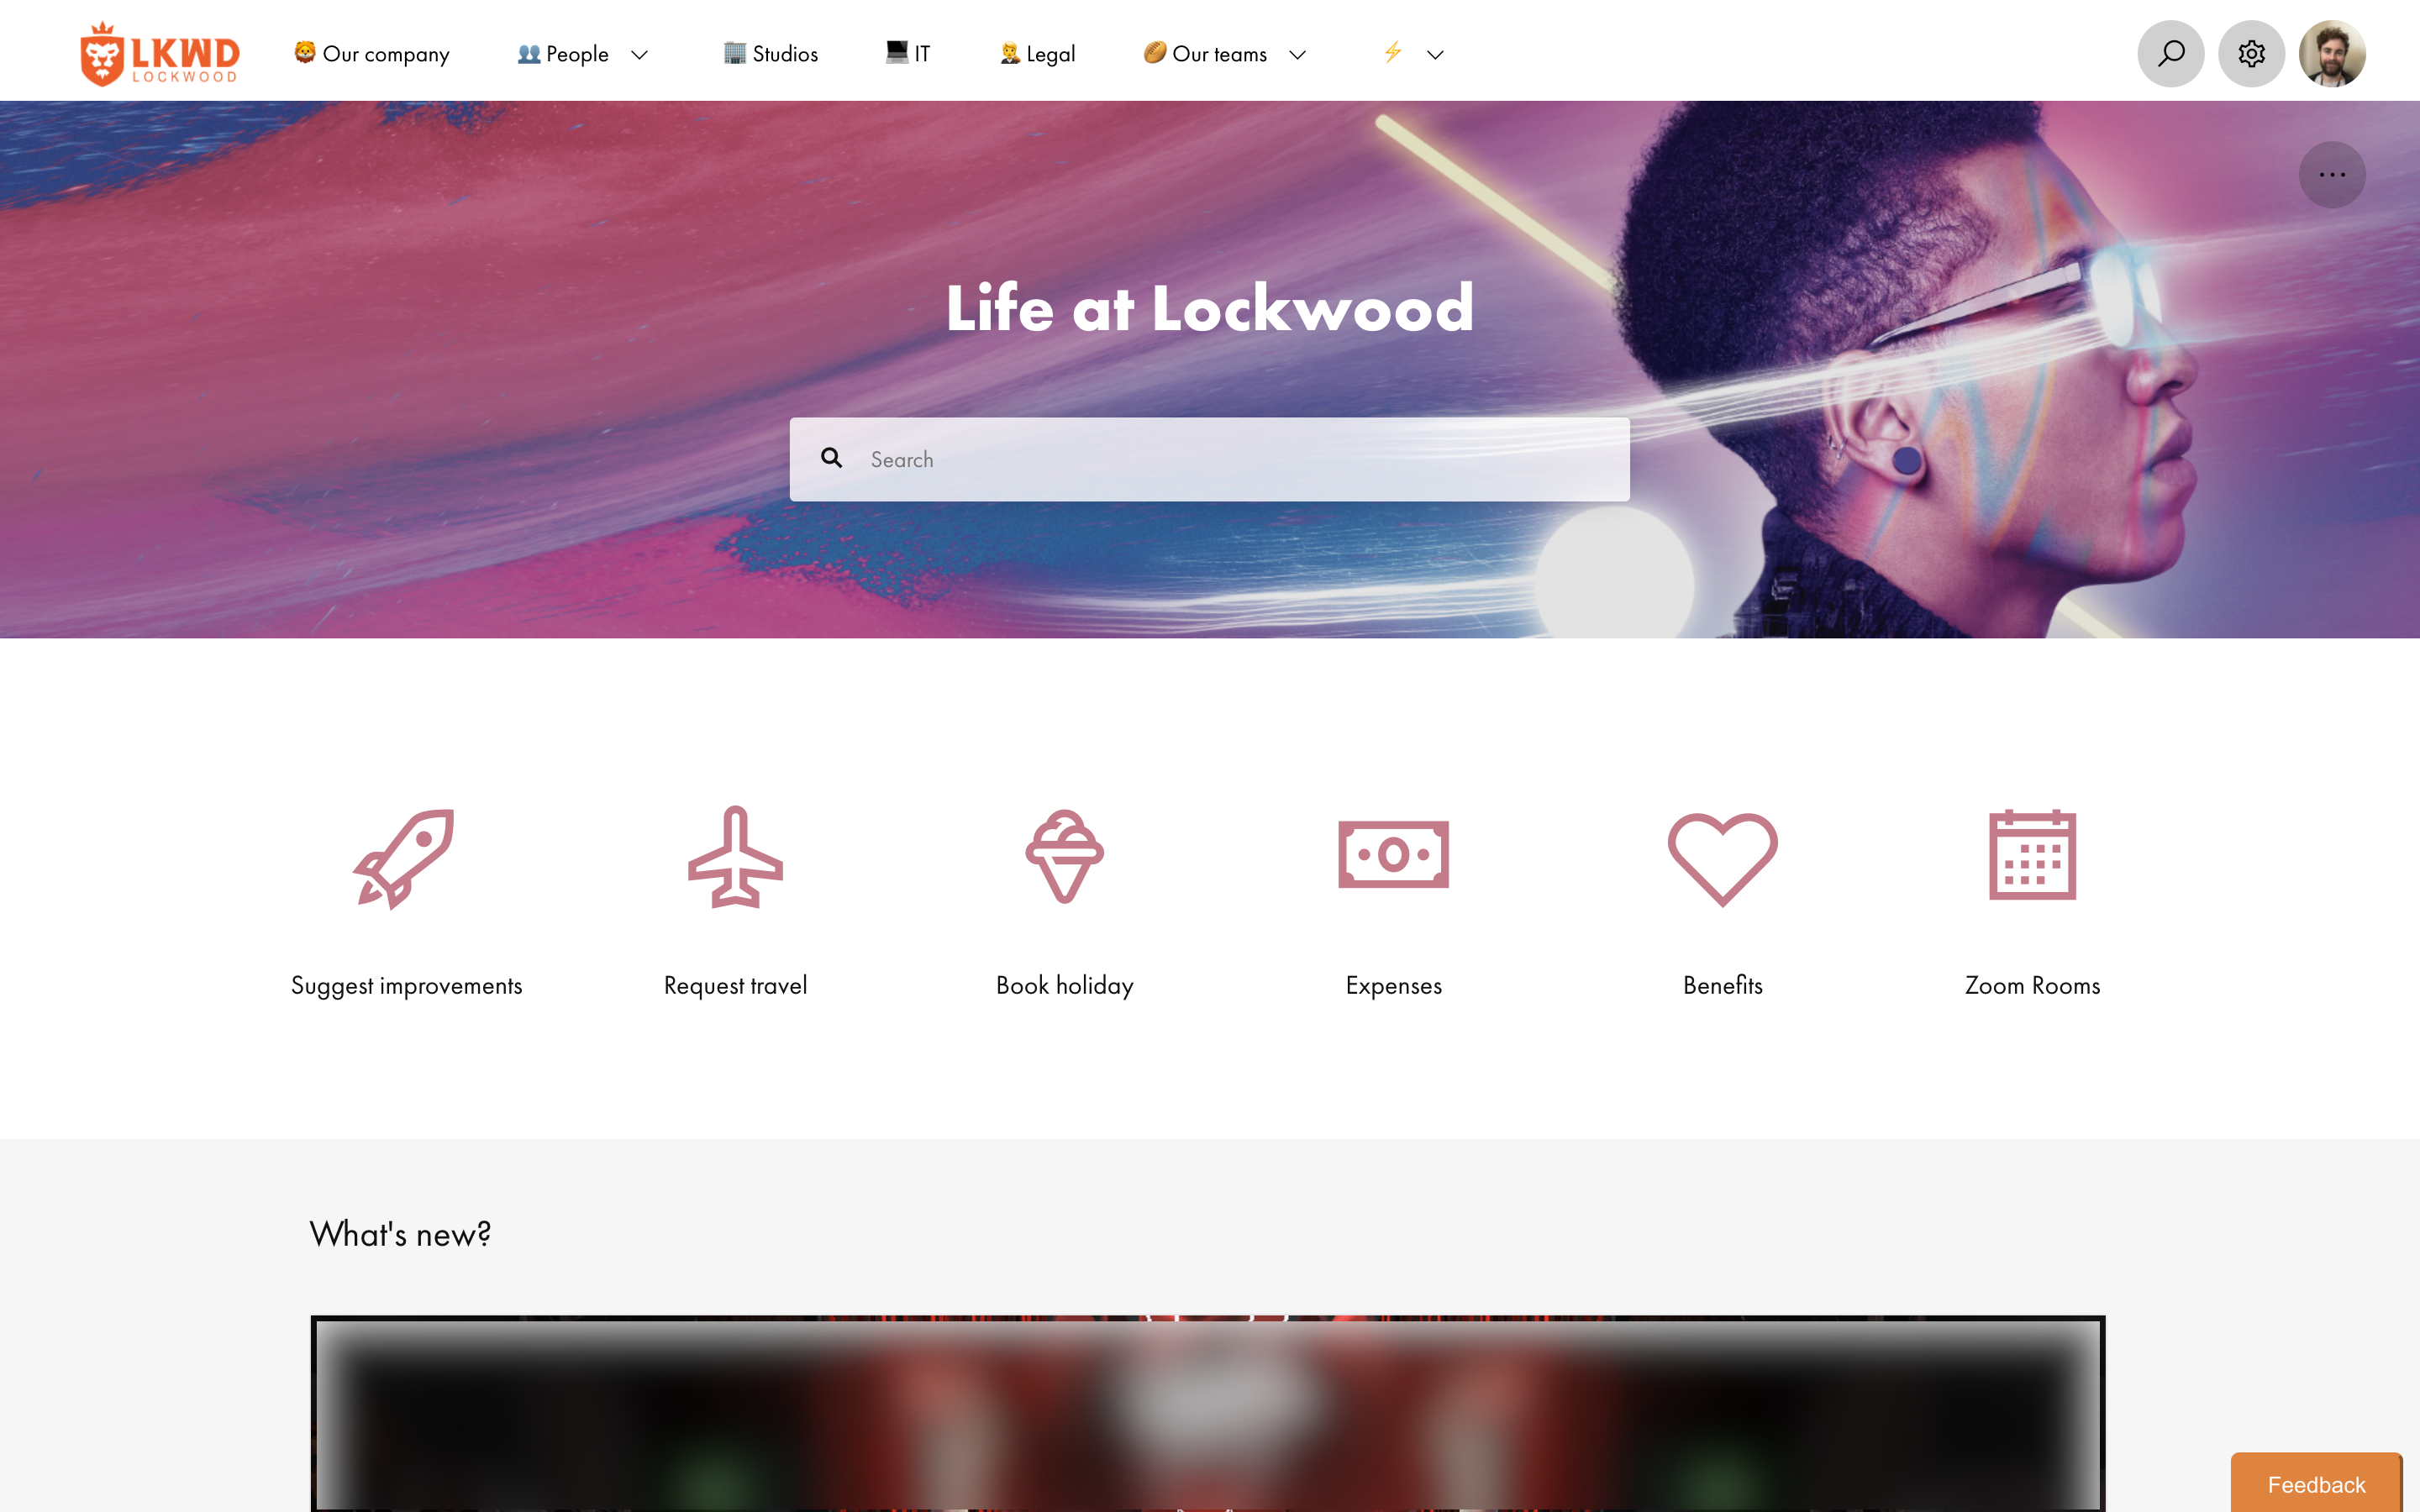 LKWD
LOCKWOOD
Our company
People
Studios
IT
Legal
Our teams
Life at Lockwood
Search
Suggest improvements
Request travel
Book holiday
Expenses
Benefits
Zoom Rooms
What's new?
Feedback